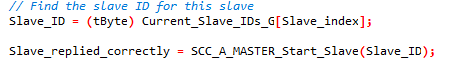 // Find the slave ID for this slave
Slave_ID = (tByte) Current_Slave_IDs_G[Slave_index];
Slave_replied_correctly = SCC_A_MASTER_Start_Slave(Slave_ID);